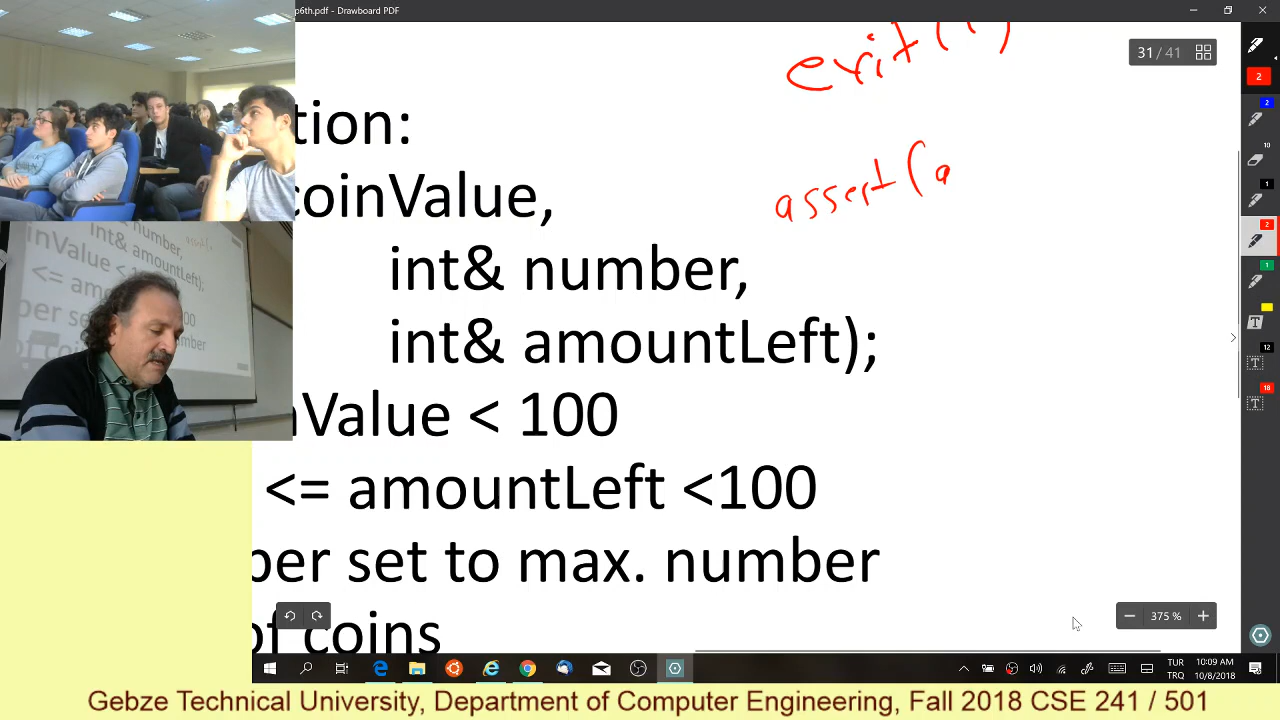 p6th.pdf - Drawboard PDF
exit(1)
31 / 41
tion:
assert(a
coinValue,
int& number,
int& amountLeft);
nValue < 100
<= amountLeft <100
ber set to max. number
of coins
375 %
TUR
TRQ
10:09 AM
10/8/2018
Gebze Technical University, Department of Computer Engineering, Fall 2018 CSE 241 / 501